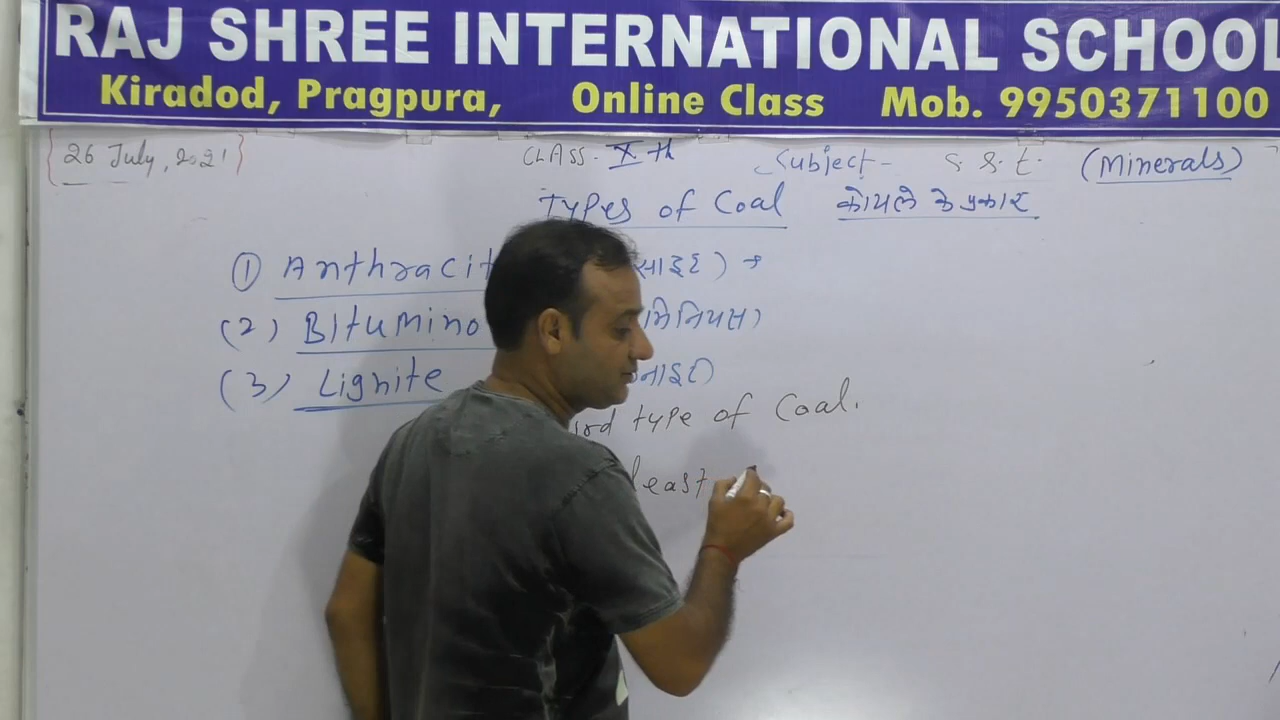 RAJ SHREE INTERNATIONAL SCHOOL
Kiradod, Pragpura, Online Class Mob. 9950371100
26 July, 2021 CLASS- X th Subject- S. S. t. (Minerals)
Types of Coal कोयले के प्रकार
① Anthracit साइट) →
(2) Bitumino मिनियस)
(3) Lignite नाइट)
ird type of Coal.
least